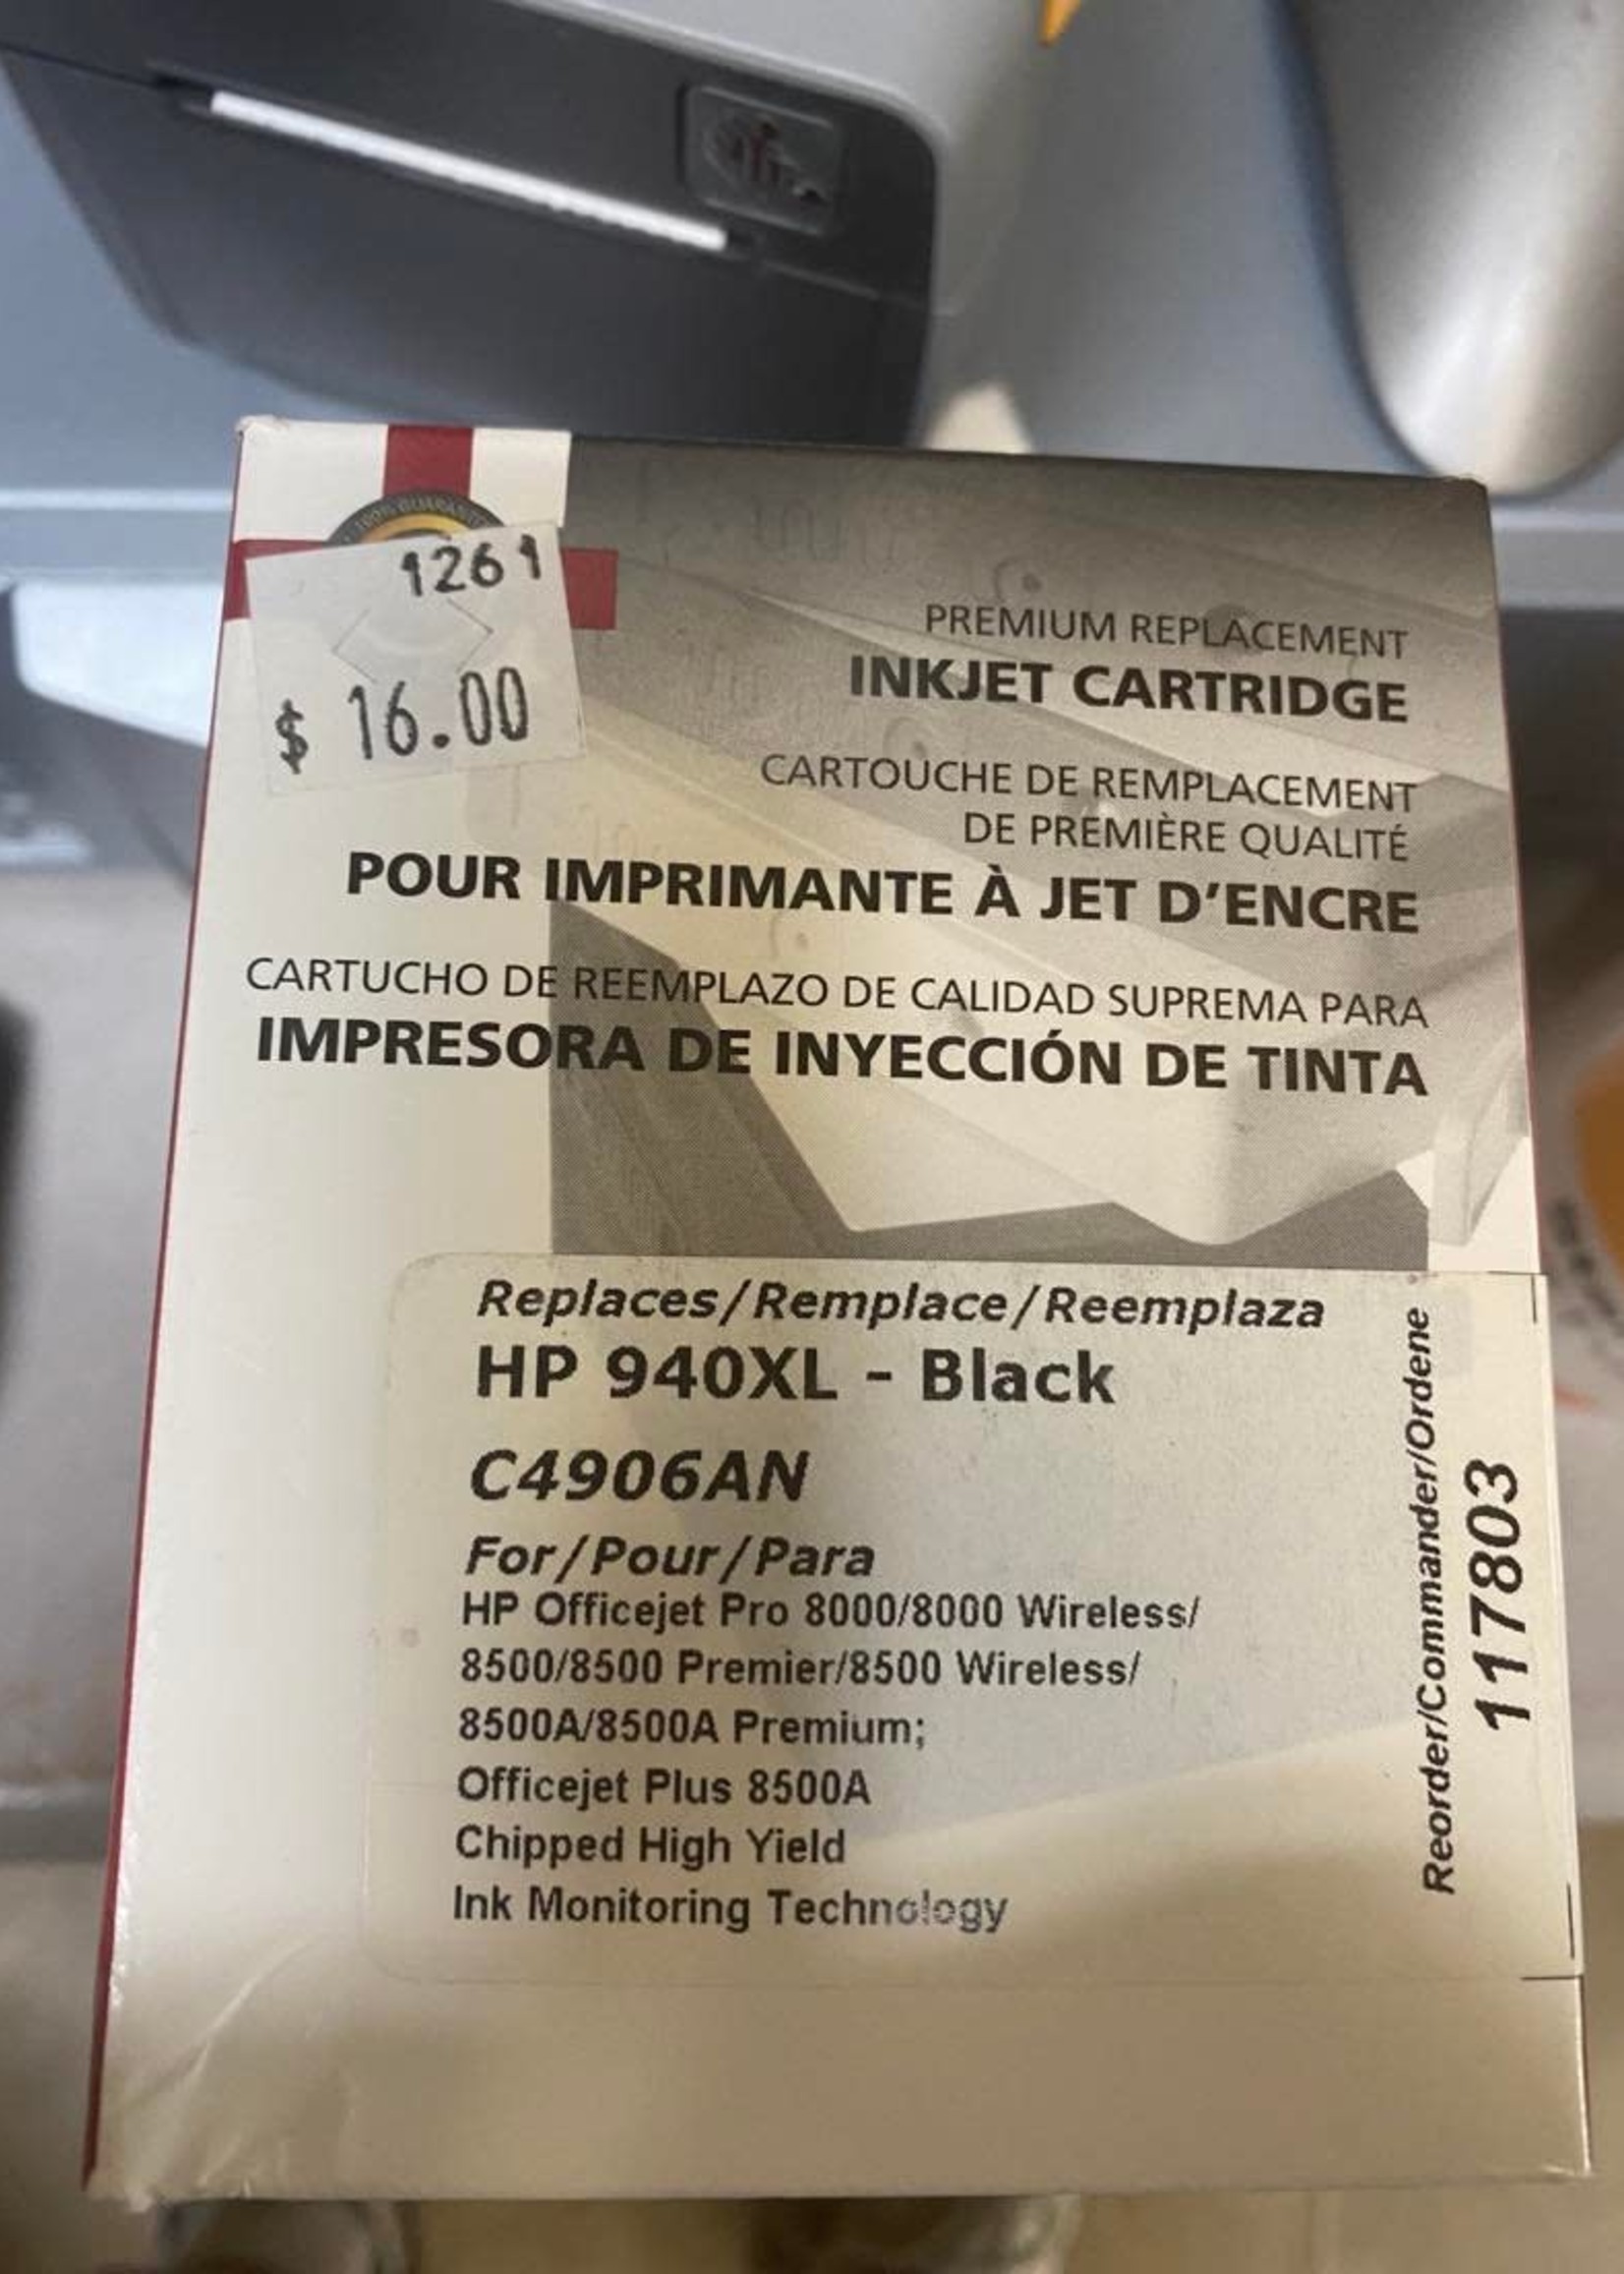 100% GUARANTE
1261
$ 16.00
PREMIUM REPLACEMENT
INKJET CARTRIDGE
CARTOUCHE DE REMPLACEMENT
DE PREMIÈRE QUALITÉ
POUR IMPRIMANTE À JET D'ENCRE
CARTUCHO DE REEMPLAZO DE CALIDAD SUPREMA PARA
IMPRESORA DE INYECCIÓN DE TINTA
Replaces/Remplace/Reemplaza
HP 940XL - Black
C4906AN
For/Pour/Para
HP Officejet Pro 8000/8000 Wireless/
8500/8500 Premier/8500 Wireless/
8500A/8500A Premium;
Officejet Plus 8500A
Chipped High Yield
Ink Monitoring Technology
Reorder/Commander/Ordene
117803